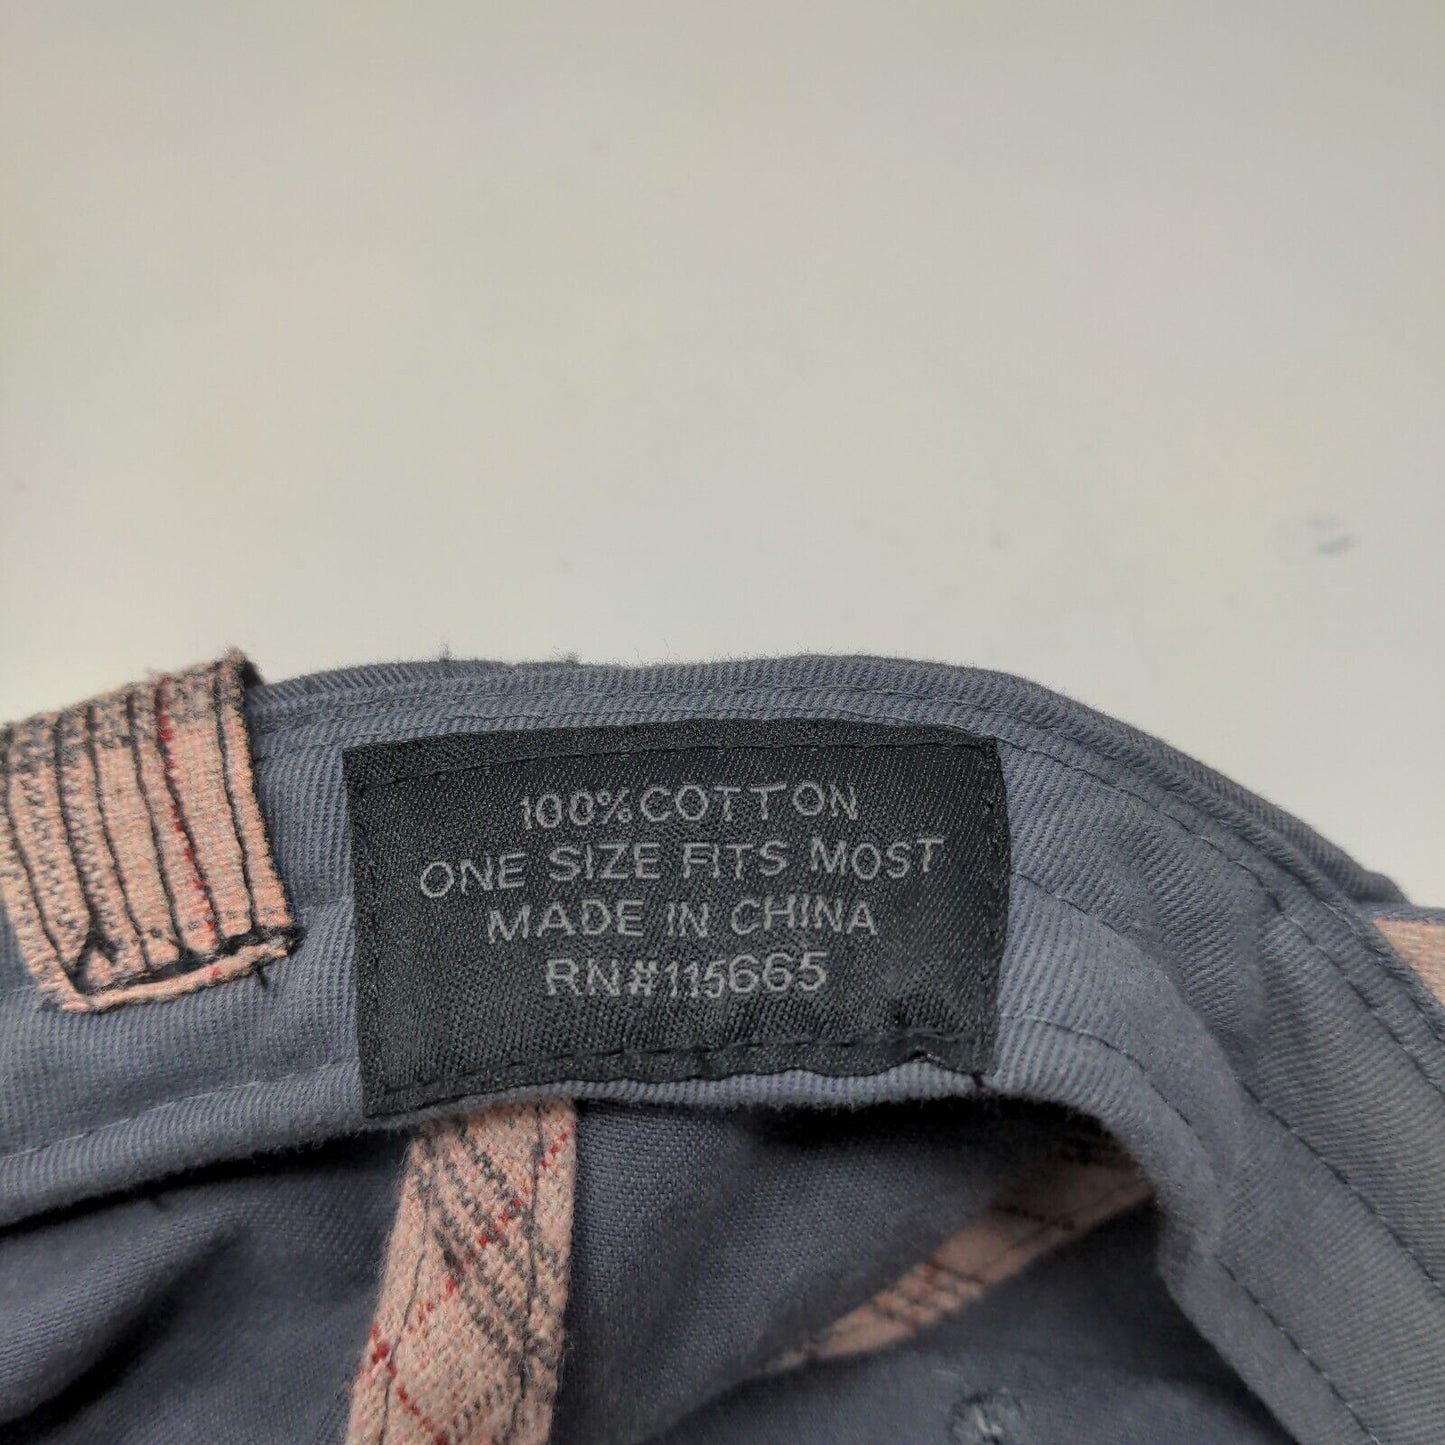 100% COTTON
ONE SIZE FITS MOST
MADE IN CHINA
RN#115665